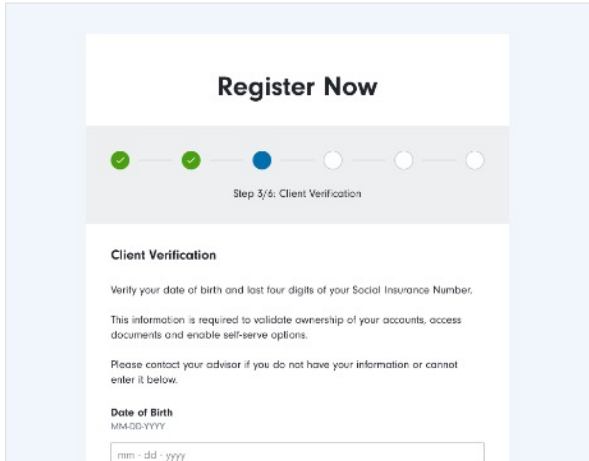 Register Now
Step 3/6: Client Verification
Client Verification
Verify your date of birth and last four digits of your Social Insurance Number.
This information is required to validate ownership of your accounts, access
documents and enable self-serve options.
Please contact your advisor if you do not have your information or cannot
enter it below.
Date of Birth
MM-DD-YYYY
mm - dd - yyyy